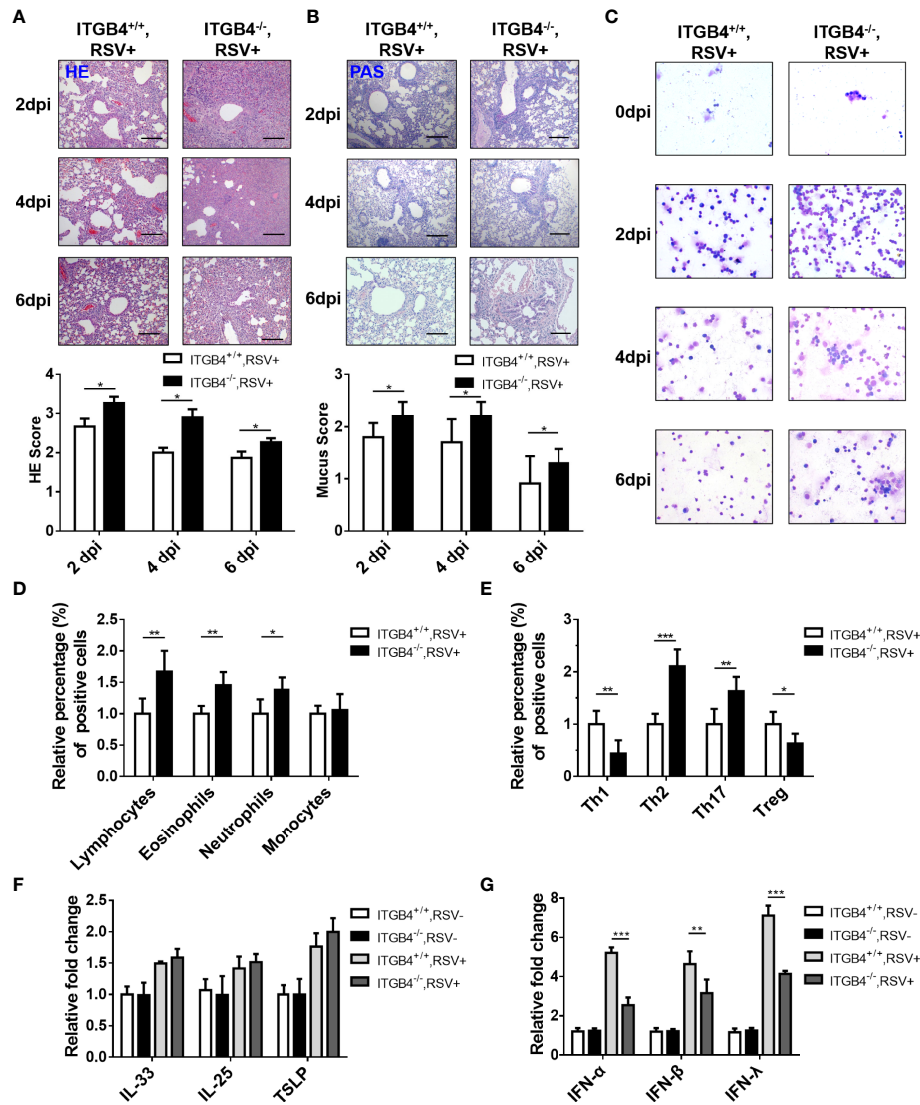 A
ITGB4+/+, RSV+
ITGB4-/-, RSV+
HE
2dpi
4dpi
6dpi
ITGB4+/+,RSV+
ITGB4-/-,RSV+
HE Score
4
3
2
1
0
*
*
*
2 dpi
4 dpi
6 dpi
B
ITGB4+/+, RSV+
ITGB4-/-, RSV+
PAS
2dpi
4dpi
6dpi
ITGB4+/+,RSV+
ITGB4-/-,RSV+
Mucus Score
3
2
1
0
*
*
*
2 dpi
4 dpi
6 dpi
C
ITGB4+/+, RSV+
ITGB4-/-, RSV+
0dpi
2dpi
4dpi
6dpi
D
Relative percentage (%)
of positive cells
2.5
2.0
1.5
1.0
0.5
0.0
**
**
*
ITGB4+/+,RSV+
ITGB4-/-,RSV+
Lymphocytes
Eosinophils
Neutrophils
Monocytes
E
Relative percentage (%)
of positive cells
3
2
1
0
**
***
**
*
ITGB4+/+,RSV+
ITGB4-/-,RSV+
Th1
Th2
Th17
Treg
F
Relative fold change
2.5
2.0
1.5
1.0
0.5
0.0
ITGB4+/+,RSV-
ITGB4-/-,RSV-
ITGB4+/+,RSV+
ITGB4-/-,RSV+
IL-33
IL-25
TSLP
G
Relative fold change
8
6
4
2
0
***
**
***
ITGB4+/+,RSV-
ITGB4-/-,RSV-
ITGB4+/+,RSV+
ITGB4-/-,RSV+
IFN-α
IFN-β
IFN-λ